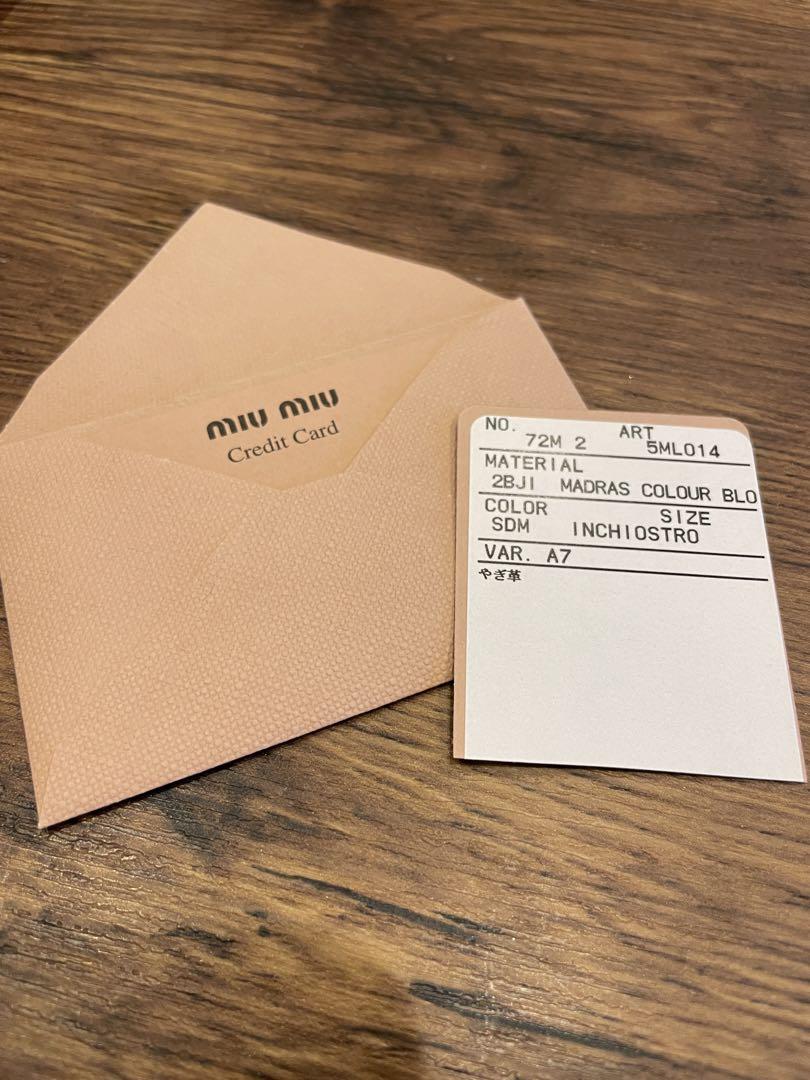 miu miu
Credit Card
NO. ART
72M 2 5ML014
MATERIAL
2BJI MADRAS COLOUR BLO
COLOR SIZE
SDM INCHIOSTRO
VAR. A7
やぎ革